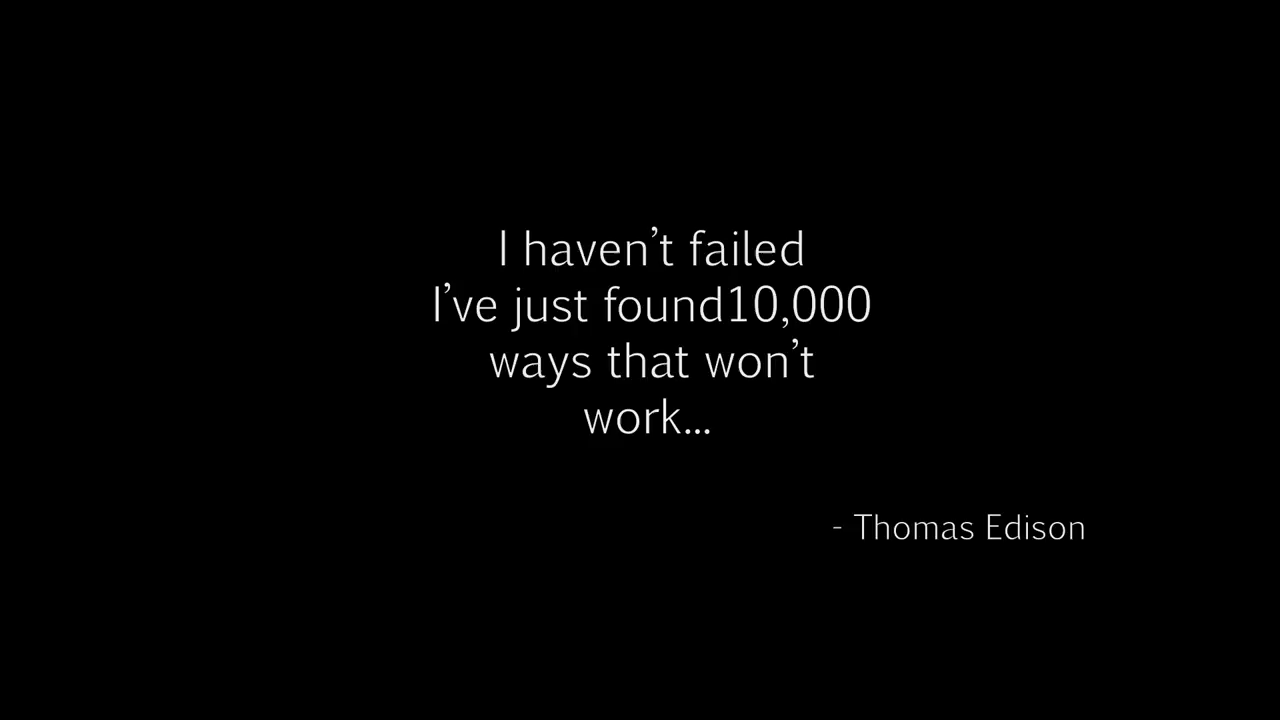 I haven’t failed
I’ve just found10,000
ways that won’t
work...
- Thomas Edison